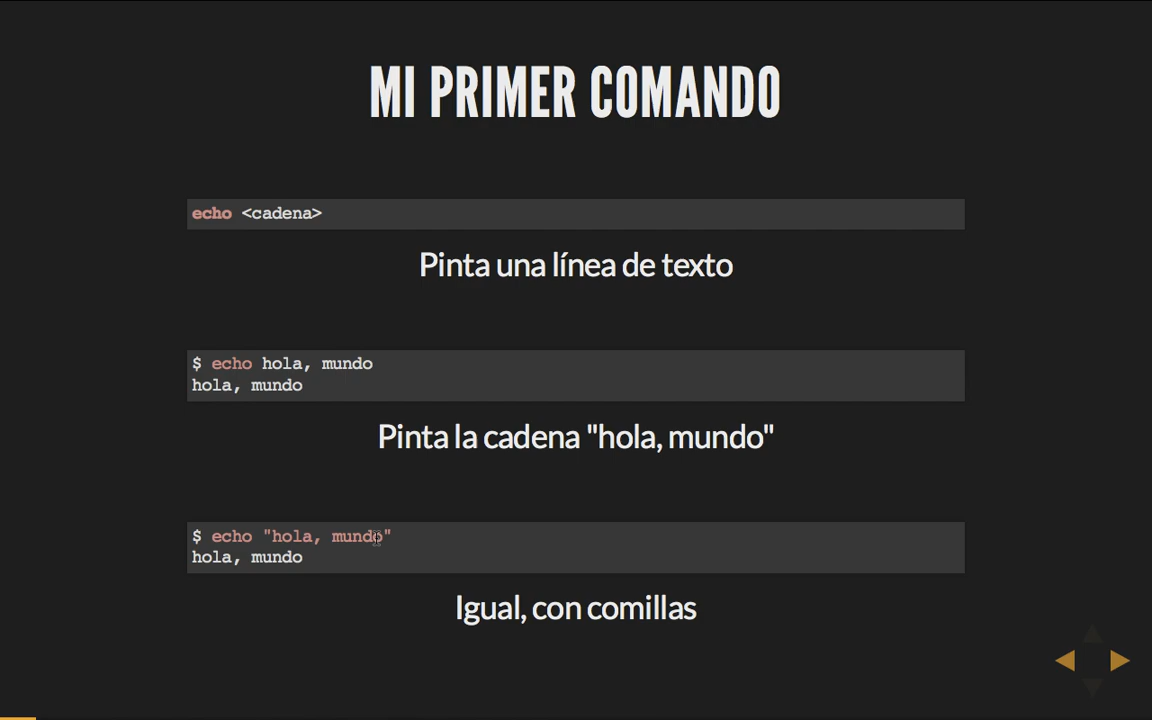 MI PRIMER COMANDO
echo <cadena>
Pinta una línea de texto
$ echo hola, mundo
hola, mundo
Pinta la cadena "hola, mundo"
$ echo "hola, mundo"
hola, mundo
Igual, con comillas